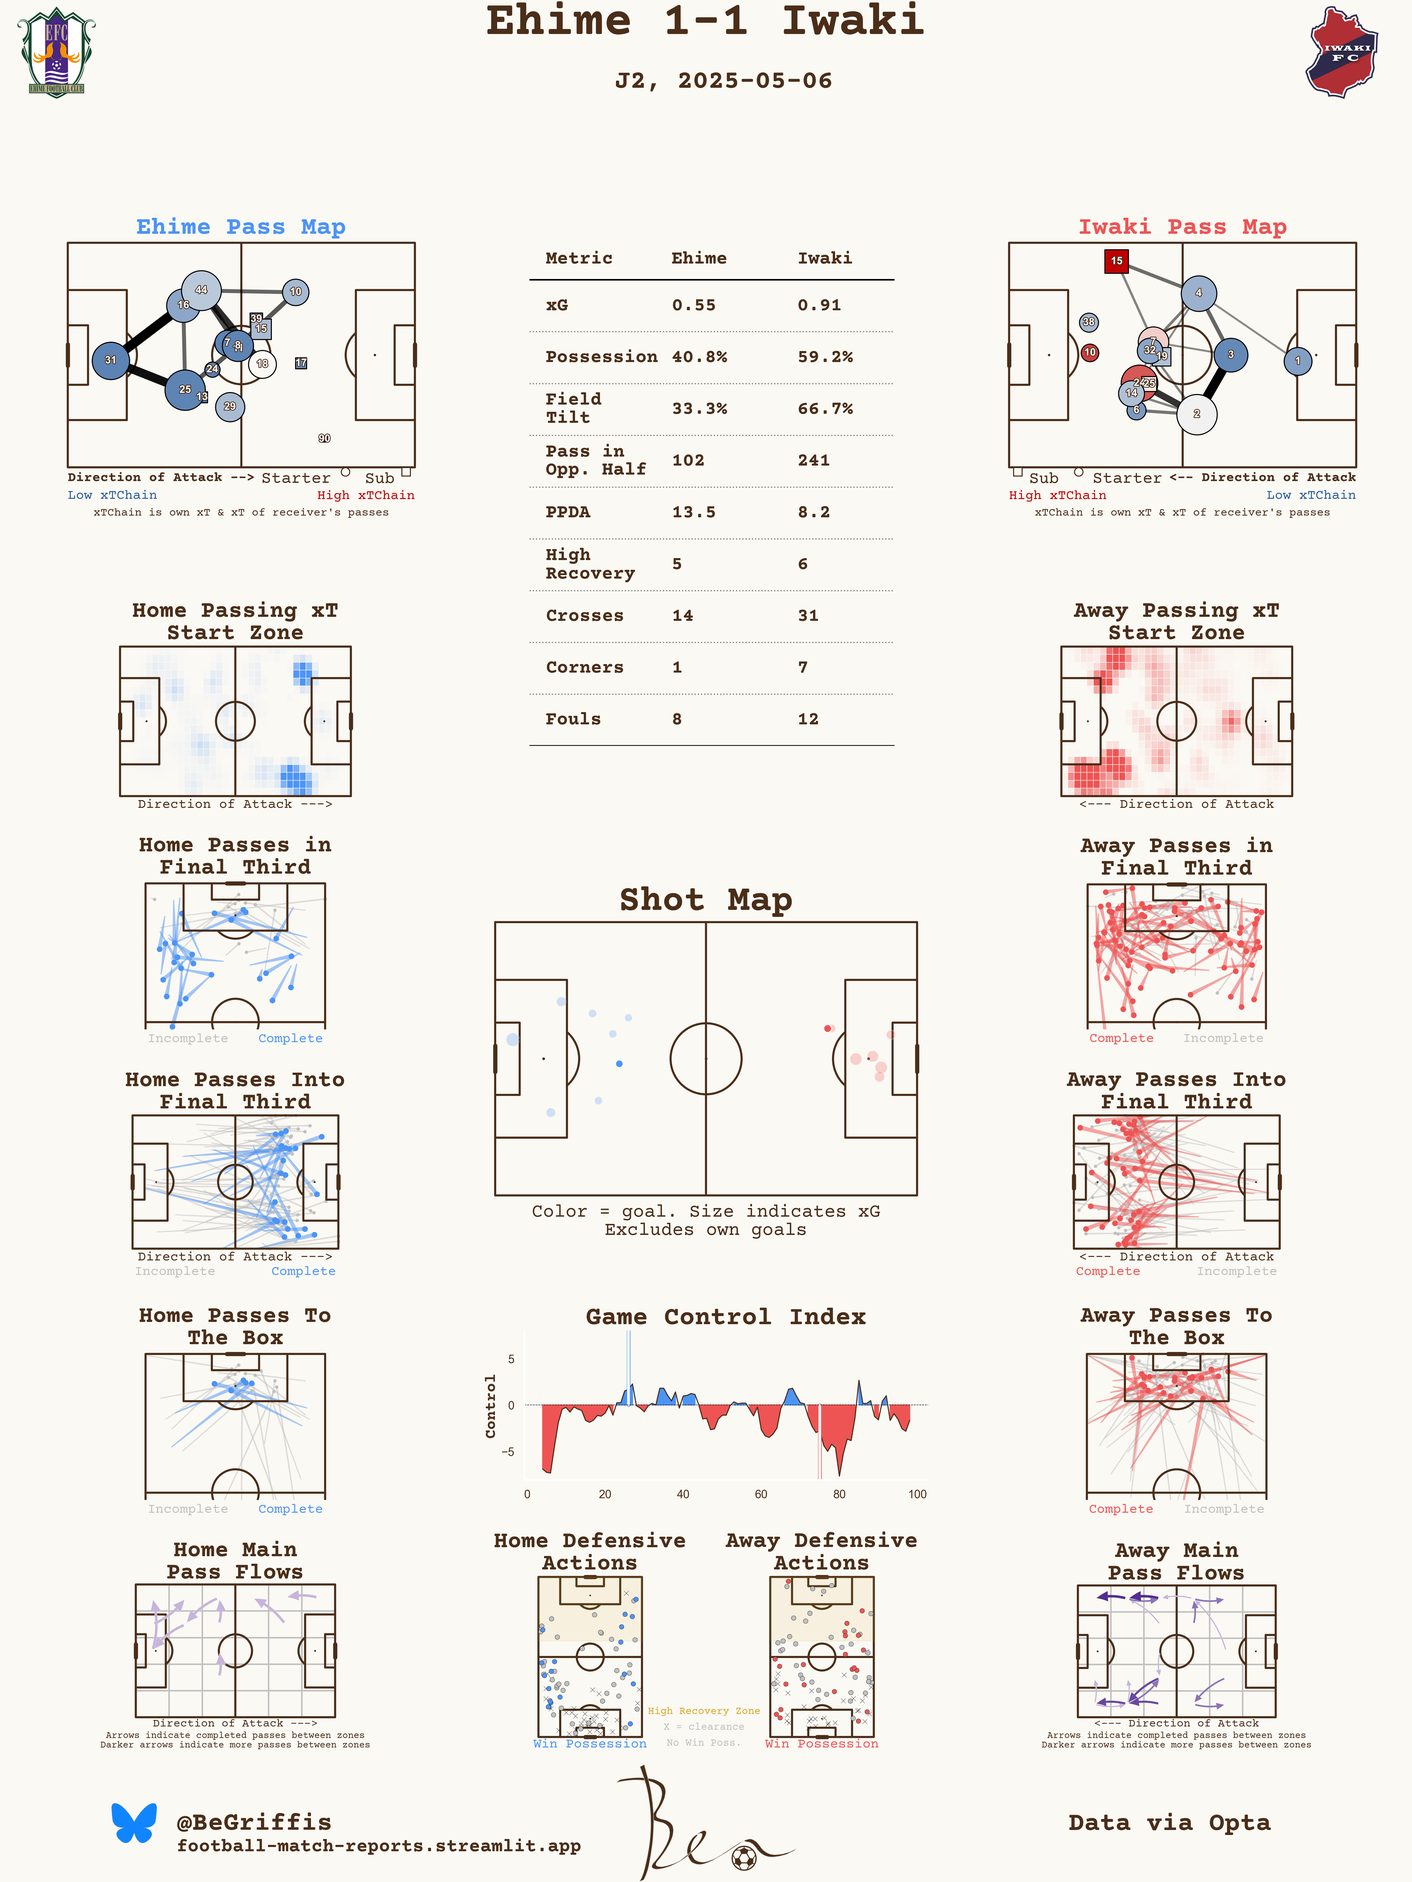 Ehime 1-1 Iwaki
J2, 2025-05-06
EFC
EHIME FOOTBALL CLUB
IWAKI
FC
Ehime Pass Map
44
10
16
39
15
7
8
31
18
17
24
25
13
29
90
Direction of Attack --> Starter Sub
Low xTChain High xTChain
xTChain is own xT & xT of receiver's passes
Metric Ehime Iwaki
xG 0.55 0.91
Possession 40.8% 59.2%
Field
Tilt 33.3% 66.7%
Pass in
Opp. Half 102 241
PPDA 13.5 8.2
High
Recovery 5 6
Crosses 14 31
Corners 1 7
Fouls 8 12
Iwaki Pass Map
15
4
38
7
32
19
10
3
1
24
25
14
6
2
Sub Starter <-- Direction of Attack
High xTChain Low xTChain
xTChain is own xT & xT of receiver's passes
Home Passing xT
Start Zone
Direction of Attack --->
Away Passing xT
Start Zone
<--- Direction of Attack
Home Passes in
Final Third
Incomplete Complete
Away Passes in
Final Third
Complete Incomplete
Shot Map
Color = goal. Size indicates xG
Excludes own goals
Home Passes Into
Final Third
Direction of Attack --->
Incomplete Complete
Away Passes Into
Final Third
<--- Direction of Attack
Complete Incomplete
Home Passes To
The Box
Incomplete Complete
Game Control Index
Control
5
0
−5
0 20 40 60 80 100
Away Passes To
The Box
Complete Incomplete
Home Main
Pass Flows
Direction of Attack --->
Arrows indicate completed passes between zones
Darker arrows indicate more passes between zones
Home Defensive
Actions
Win Possession
High Recovery Zone
X = clearance
No Win Poss.
Away Defensive
Actions
Win Possession
Away Main
Pass Flows
<--- Direction of Attack
Arrows indicate completed passes between zones
Darker arrows indicate more passes between zones
@BeGriffis
football-match-reports.streamlit.app
Ben
Data via Opta